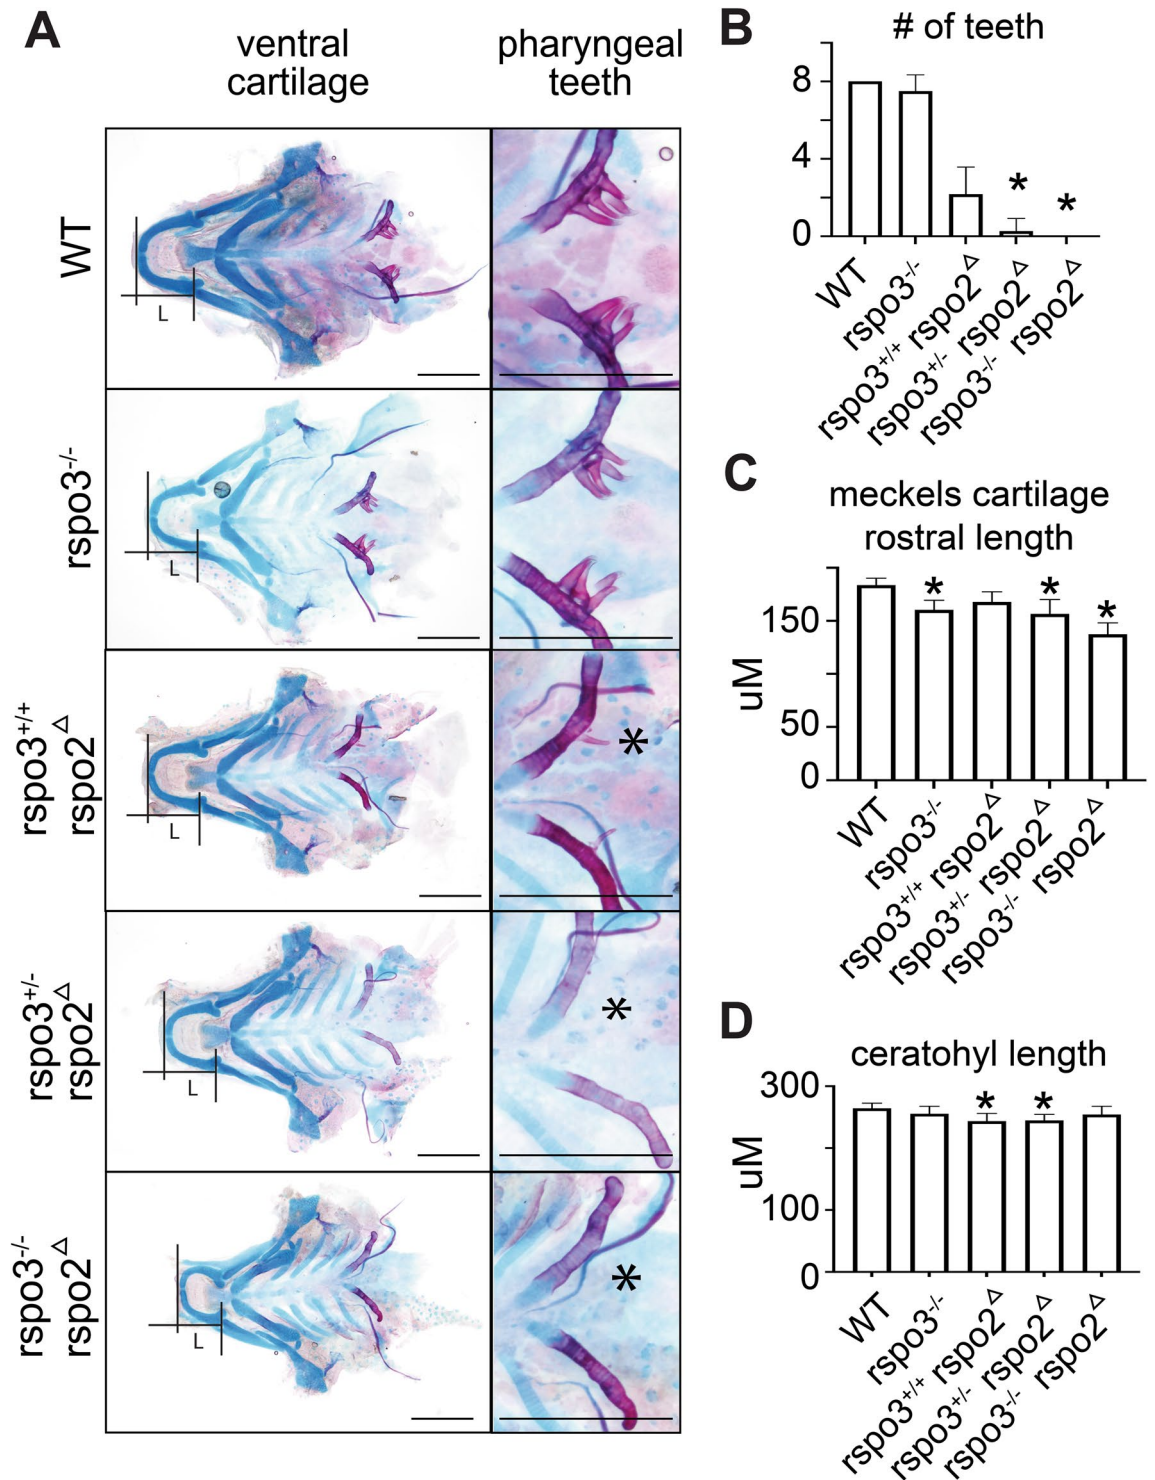 A
ventral
cartilage
pharyngeal
teeth
WT
L
rspo3-/-
L
rspo3+/+
rspo2Δ
L
*
rspo3+/-
rspo2Δ
L
*
rspo3-/-
rspo2Δ
L
*
B
# of teeth
8
4
0
* *
WT
rspo3-/-
rspo3+/+ rspo2Δ
rspo3+/- rspo2Δ
rspo3-/- rspo2Δ
C
meckels cartilage
rostral length
uM
150
50
0
* * *
WT
rspo3-/-
rspo3+/+ rspo2Δ
rspo3+/- rspo2Δ
rspo3-/- rspo2Δ
D
ceratohyl length
uM
300
100
0
* *
WT
rspo3-/-
rspo3+/+ rspo2Δ
rspo3+/- rspo2Δ
rspo3-/- rspo2Δ